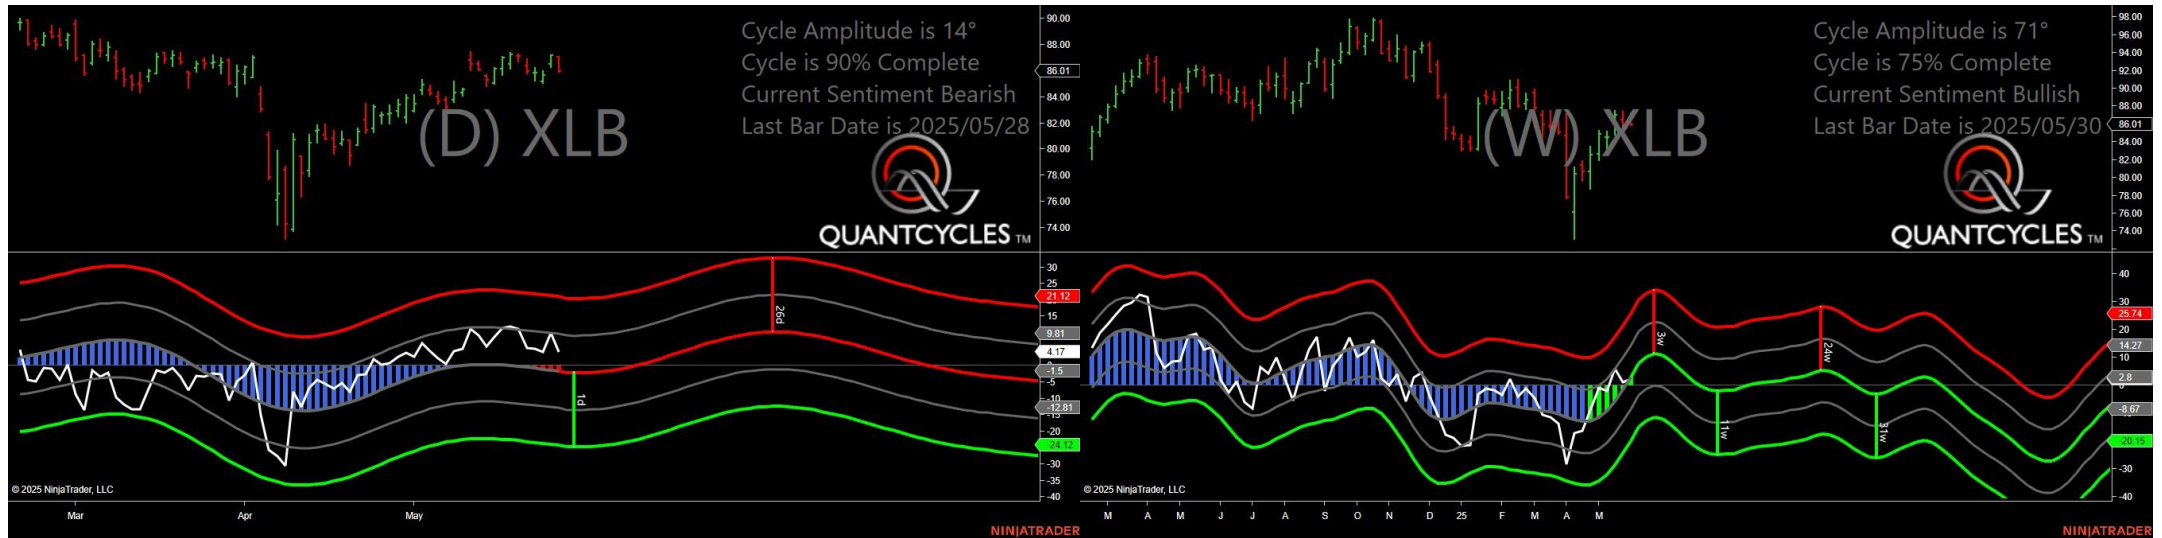 Cycle Amplitude is 14°
Cycle is 90% Complete
Current Sentiment Bearish
Last Bar Date is 2025/05/28
(D) XLB
QUANTCYCLES TM
90.00
88.00
86.01
84.00
82.00
80.00
78.00
76.00
74.00
30
25
21.12
15
9.81
4.17
-1.5
-5
-10
-12.81
-15
-20
-24.12
-30
-35
-40
26d
1d
© 2025 NinjaTrader, LLC
Mar
Apr
May
NINJATRADER
Cycle Amplitude is 71°
Cycle is 75% Complete
Current Sentiment Bullish
Last Bar Date is 2025/05/30
(W) XLB
QUANTCYCLES TM
98.00
96.00
94.00
92.00
90.00
88.00
86.01
84.00
82.00
80.00
78.00
76.00
74.00
40
30
25.74
20
14.27
10
2.8
-8.67
-20.15
-30
-40
3w
11w
24w
31w
© 2025 NinjaTrader, LLC
M A M J J A S O N D 25 F M A M
NINJATRADER